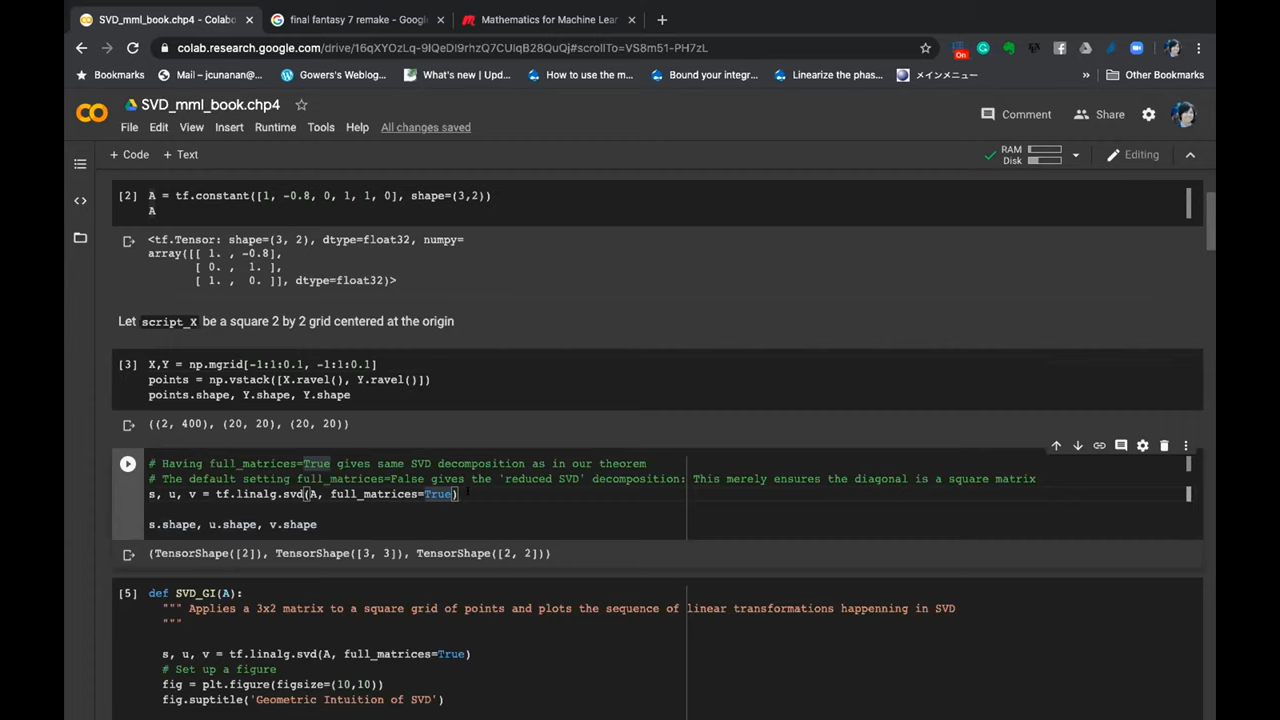 SVD_mml_book.chp4 - Colabo
final fantasy 7 remake - Google
Mathematics for Machine Lear
colab.research.google.com/drive/16qXYOzLq-9IQeDI9rhzQ7CUlqB28QuQj#scrollTo=VS8m51-PH7zL
On
Bookmarks
Mail – jcunanan@...
Gowers's Weblog...
What's new | Upd...
How to use the m...
Bound your integr...
Linearize the phas...
メインメニュー
»
Other Bookmarks
SVD_mml_book.chp4
File Edit View Insert Runtime Tools Help All changes saved
Comment
Share
+ Code + Text
RAM
Disk
Editing
[2] A = tf.constant([1, -0.8, 0, 1, 1, 0], shape=(3,2))
A
<tf.Tensor: shape=(3, 2), dtype=float32, numpy=
array([[ 1. , -0.8],
[ 0. , 1. ],
[ 1. , 0. ]], dtype=float32)>
Let script_X be a square 2 by 2 grid centered at the origin
[3] X,Y = np.mgrid[-1:1:0.1, -1:1:0.1]
points = np.vstack([X.ravel(), Y.ravel()])
points.shape, Y.shape, Y.shape
((2, 400), (20, 20), (20, 20))
# Having full_matrices=True gives same SVD decomposition as in our theorem
# The default setting full_matrices=False gives the 'reduced SVD' decomposition: This merely ensures the diagonal is a square matrix
s, u, v = tf.linalg.svd(A, full_matrices=True)
s.shape, u.shape, v.shape
(TensorShape([2]), TensorShape([3, 3]), TensorShape([2, 2]))
[5] def SVD_GI(A):
""" Applies a 3x2 matrix to a square grid of points and plots the sequence of linear transformations happenning in SVD
"""
s, u, v = tf.linalg.svd(A, full_matrices=True)
# Set up a figure
fig = plt.figure(figsize=(10,10))
fig.suptitle('Geometric Intuition of SVD')